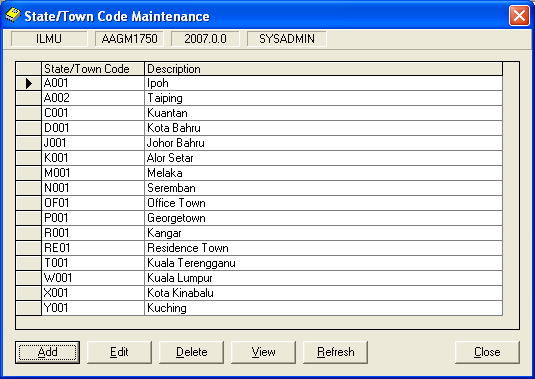 State/Town Code Maintenance
ILMU AAGM1750 2007.0.0 SYSADMIN
State/Town Code Description
A001 Ipoh
A002 Taiping
C001 Kuantan
D001 Kota Bahru
J001 Johor Bahru
K001 Alor Setar
M001 Melaka
N001 Seremban
OF01 Office Town
P001 Georgetown
R001 Kangar
RE01 Residence Town
T001 Kuala Terengganu
W001 Kuala Lumpur
X001 Kota Kinabalu
Y001 Kuching
Add Edit Delete View Refresh Close